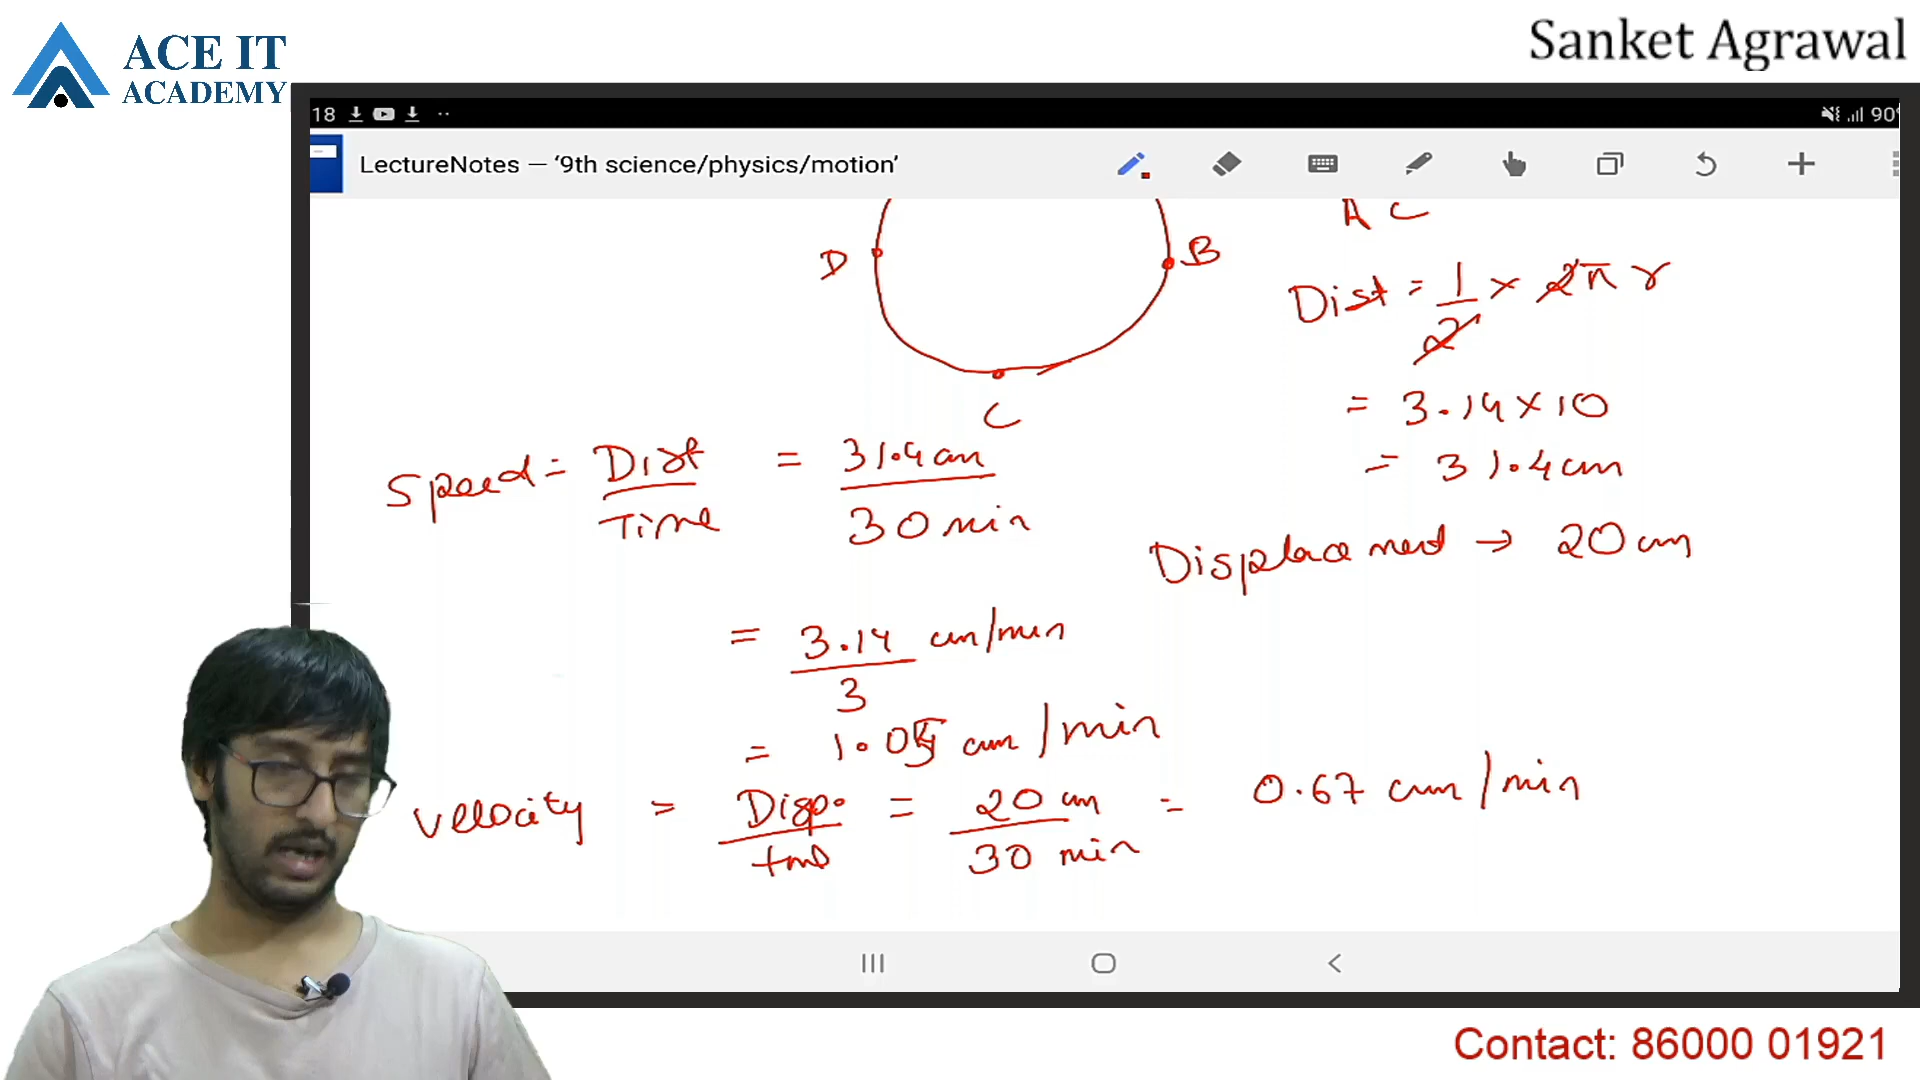 ACE IT
ACADEMY
Sanket Agrawal
18
90
LectureNotes – ‘9th science/physics/motion’
A C
D
B
Dist = 1/2 × 2π r
= 3.14 × 10
C
= 31.4 cm
Speed = Dist/Time = 31.4 cm/30 min
Displacement → 20 cm
= 3.14/3 cm/min
= 1.05 cm/min
velocity = Disp./time = 20 cm/30 min = 0.67 cm/min
Contact: 86000 01921